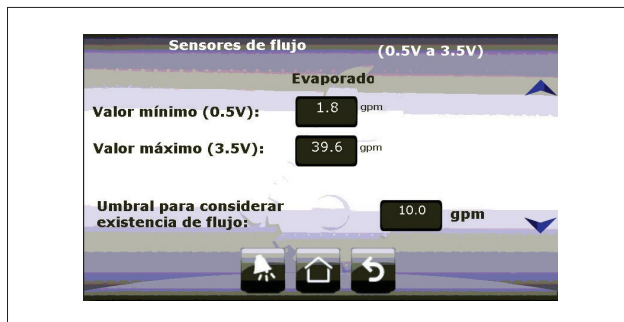 Sensores de flujo (0.5V a 3.5V)
Evaporado
Valor mínimo (0.5V): 1.8 gpm
Valor máximo (3.5V): 39.6 gpm
Umbral para considerar
existencia de flujo: 10.0 gpm